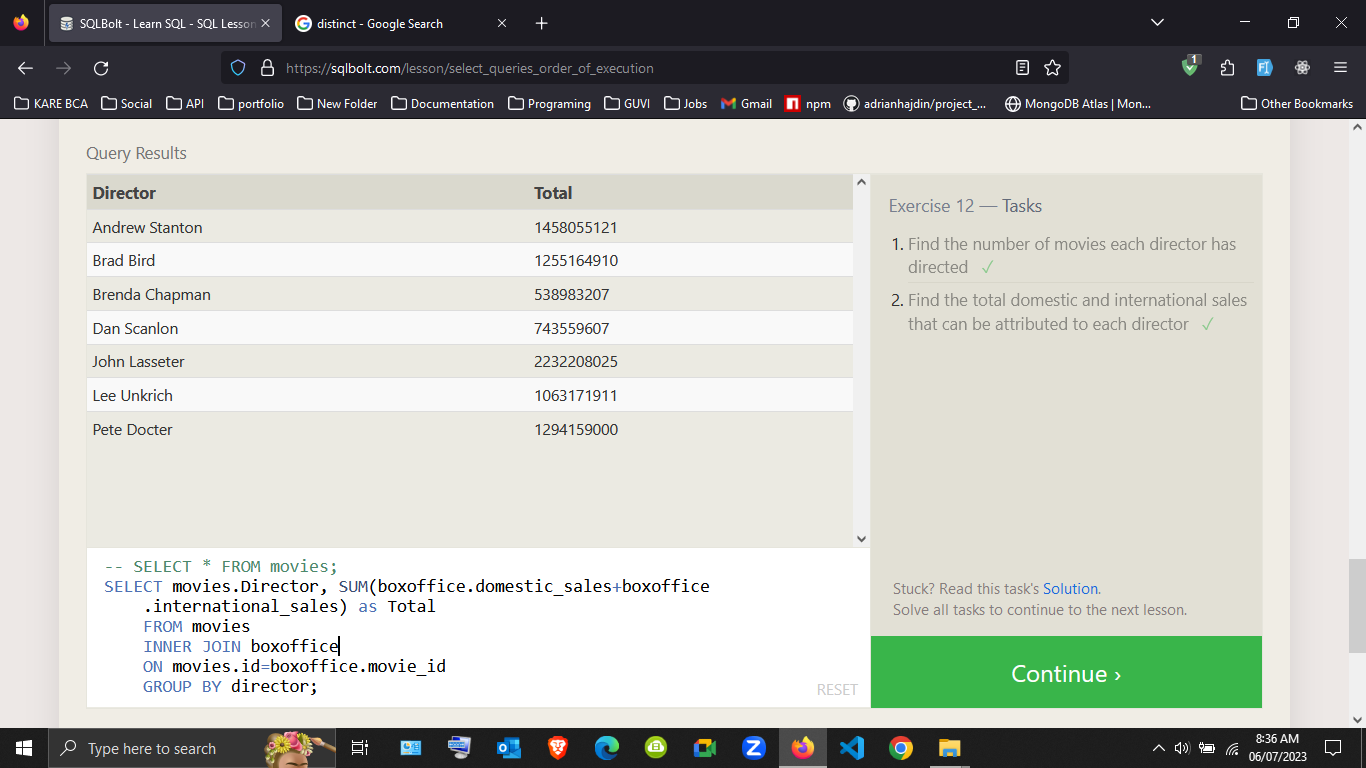 SQLBolt - Learn SQL - SQL Lesson
distinct - Google Search
https://sqlbolt.com/lesson/select_queries_order_of_execution
1
KARE BCA
Social
API
portfolio
New Folder
Documentation
Programing
GUVI
Jobs
Gmail
npm
adrianhajdin/project_...
MongoDB Atlas | Mon...
Other Bookmarks
Query Results
Director Total
Andrew Stanton 1458055121
Brad Bird 1255164910
Brenda Chapman 538983207
Dan Scanlon 743559607
John Lasseter 2232208025
Lee Unkrich 1063171911
Pete Docter 1294159000
Exercise 12 — Tasks
1. Find the number of movies each director has
directed ✓
2. Find the total domestic and international sales
that can be attributed to each director ✓
Stuck? Read this task's Solution.
Solve all tasks to continue to the next lesson.
Continue ›
-- SELECT * FROM movies;
SELECT movies.Director, SUM(boxoffice.domestic_sales+boxoffice
.international_sales) as Total
FROM movies
INNER JOIN boxoffice
ON movies.id=boxoffice.movie_id
GROUP BY director;
RESET
Type here to search
8:36 AM
06/07/2023